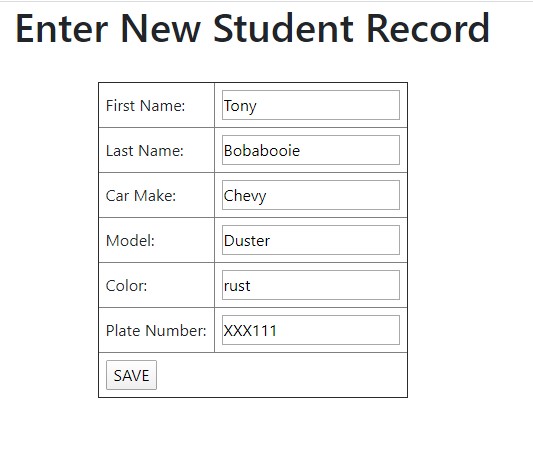 Enter New Student Record
First Name: Tony
Last Name: Bobabooie
Car Make: Chevy
Model: Duster
Color: rust
Plate Number: XXX111
SAVE